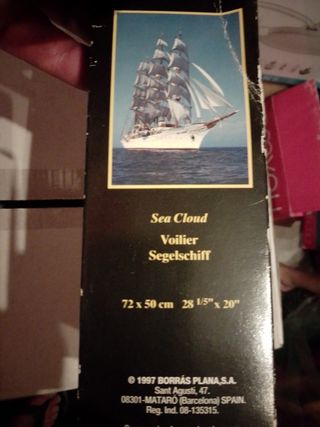 Sea Cloud
Voilier
Segelschiff
72 x 50 cm 28 1/5" x 20"
© 1997 BORRÁS PLANA,S.A.
Sant Agusti, 47.
08301-MATARÓ (Barcelona) SPAIN.
Reg. Ind. 08-135315.